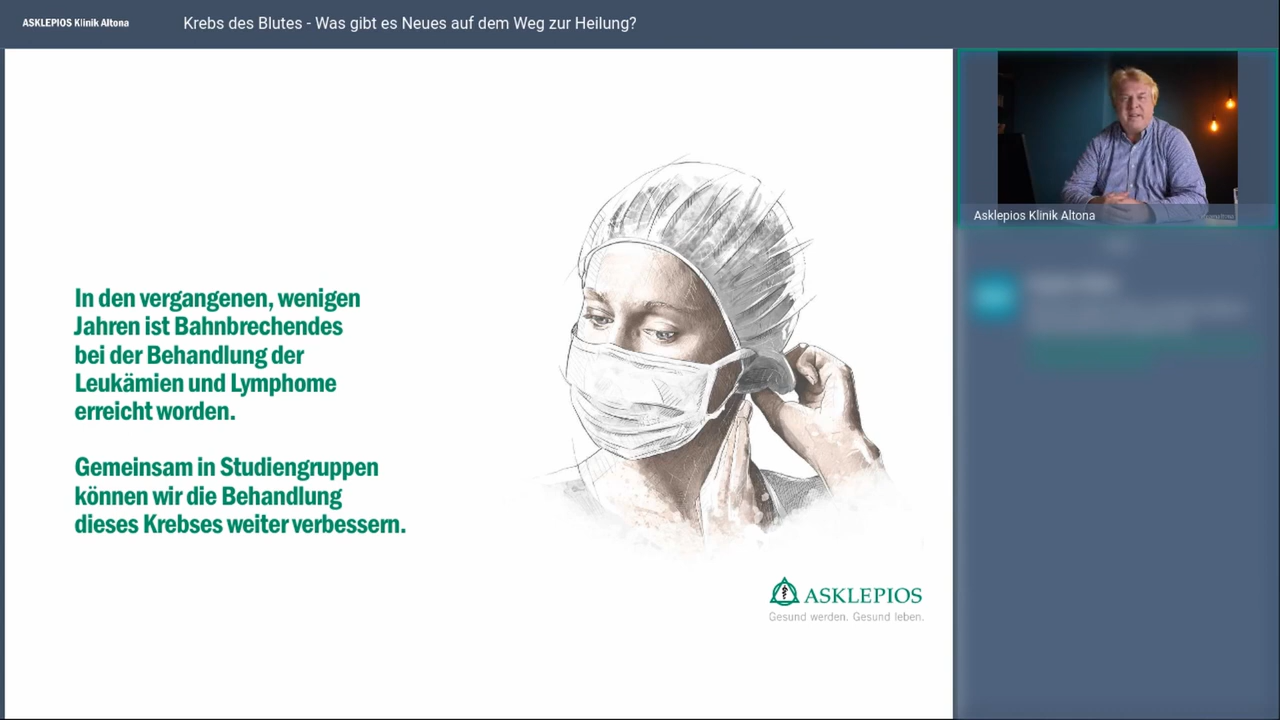 ASKLEPIOS Klinik Altona
Krebs des Blutes - Was gibt es Neues auf dem Weg zur Heilung?
In den vergangenen, wenigen
Jahren ist Bahnbrechendes
bei der Behandlung der
Leukämien und Lymphome
erreicht worden.
Gemeinsam in Studiengruppen
können wir die Behandlung
dieses Krebses weiter verbessern.
ASKLEPIOS
Gesund werden. Gesund leben.
Asklepios Klinik Altona